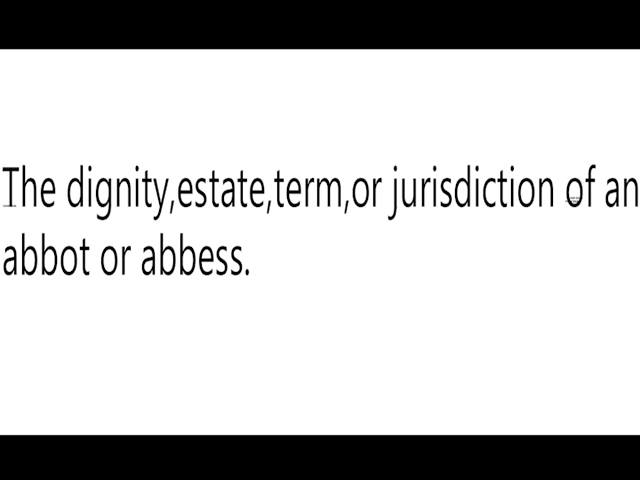 The dignity,estate,term,or jurisdiction of an
abbot or abbess.